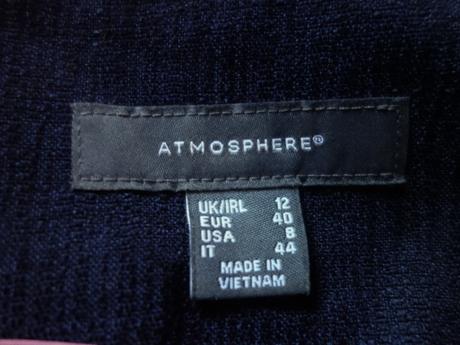 ATMOSPHERE®
UK/IRL 12
EUR 40
USA 8
IT 44
MADE IN
VIETNAM